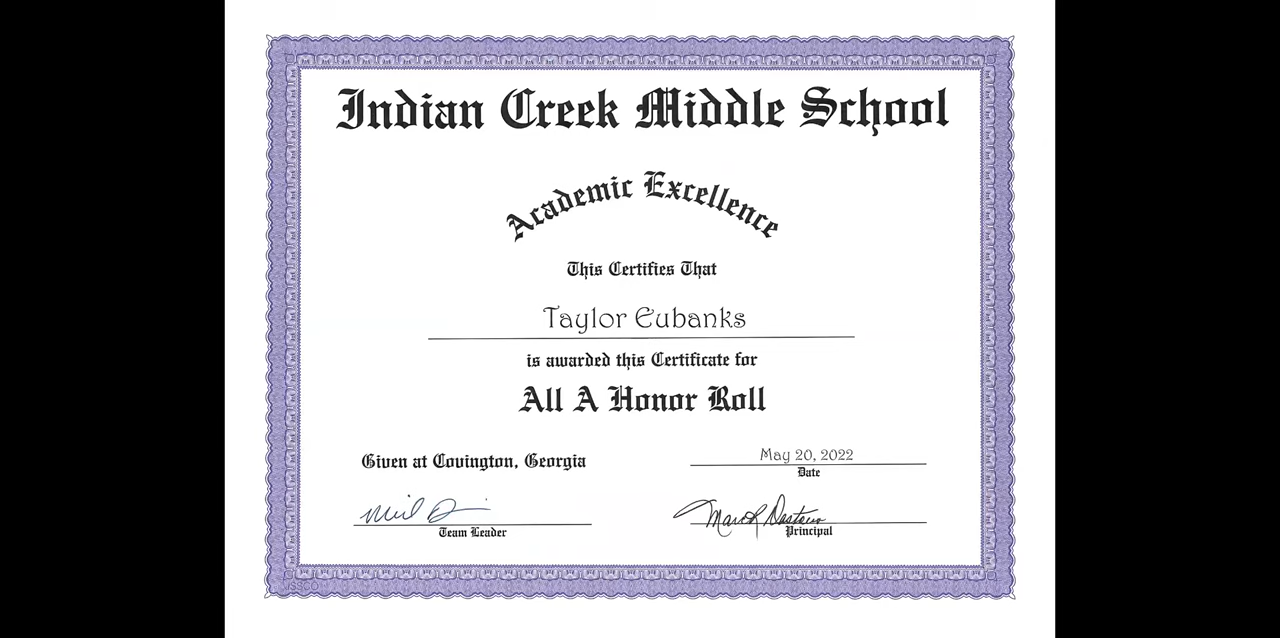 Indian Creek Middle School
Academic Excellence
This Certifies That
Taylor Eubanks
is awarded this Certificate for
All A Honor Roll
Given at Covington, Georgia
May 20, 2022
Date
Team Leader
Principal